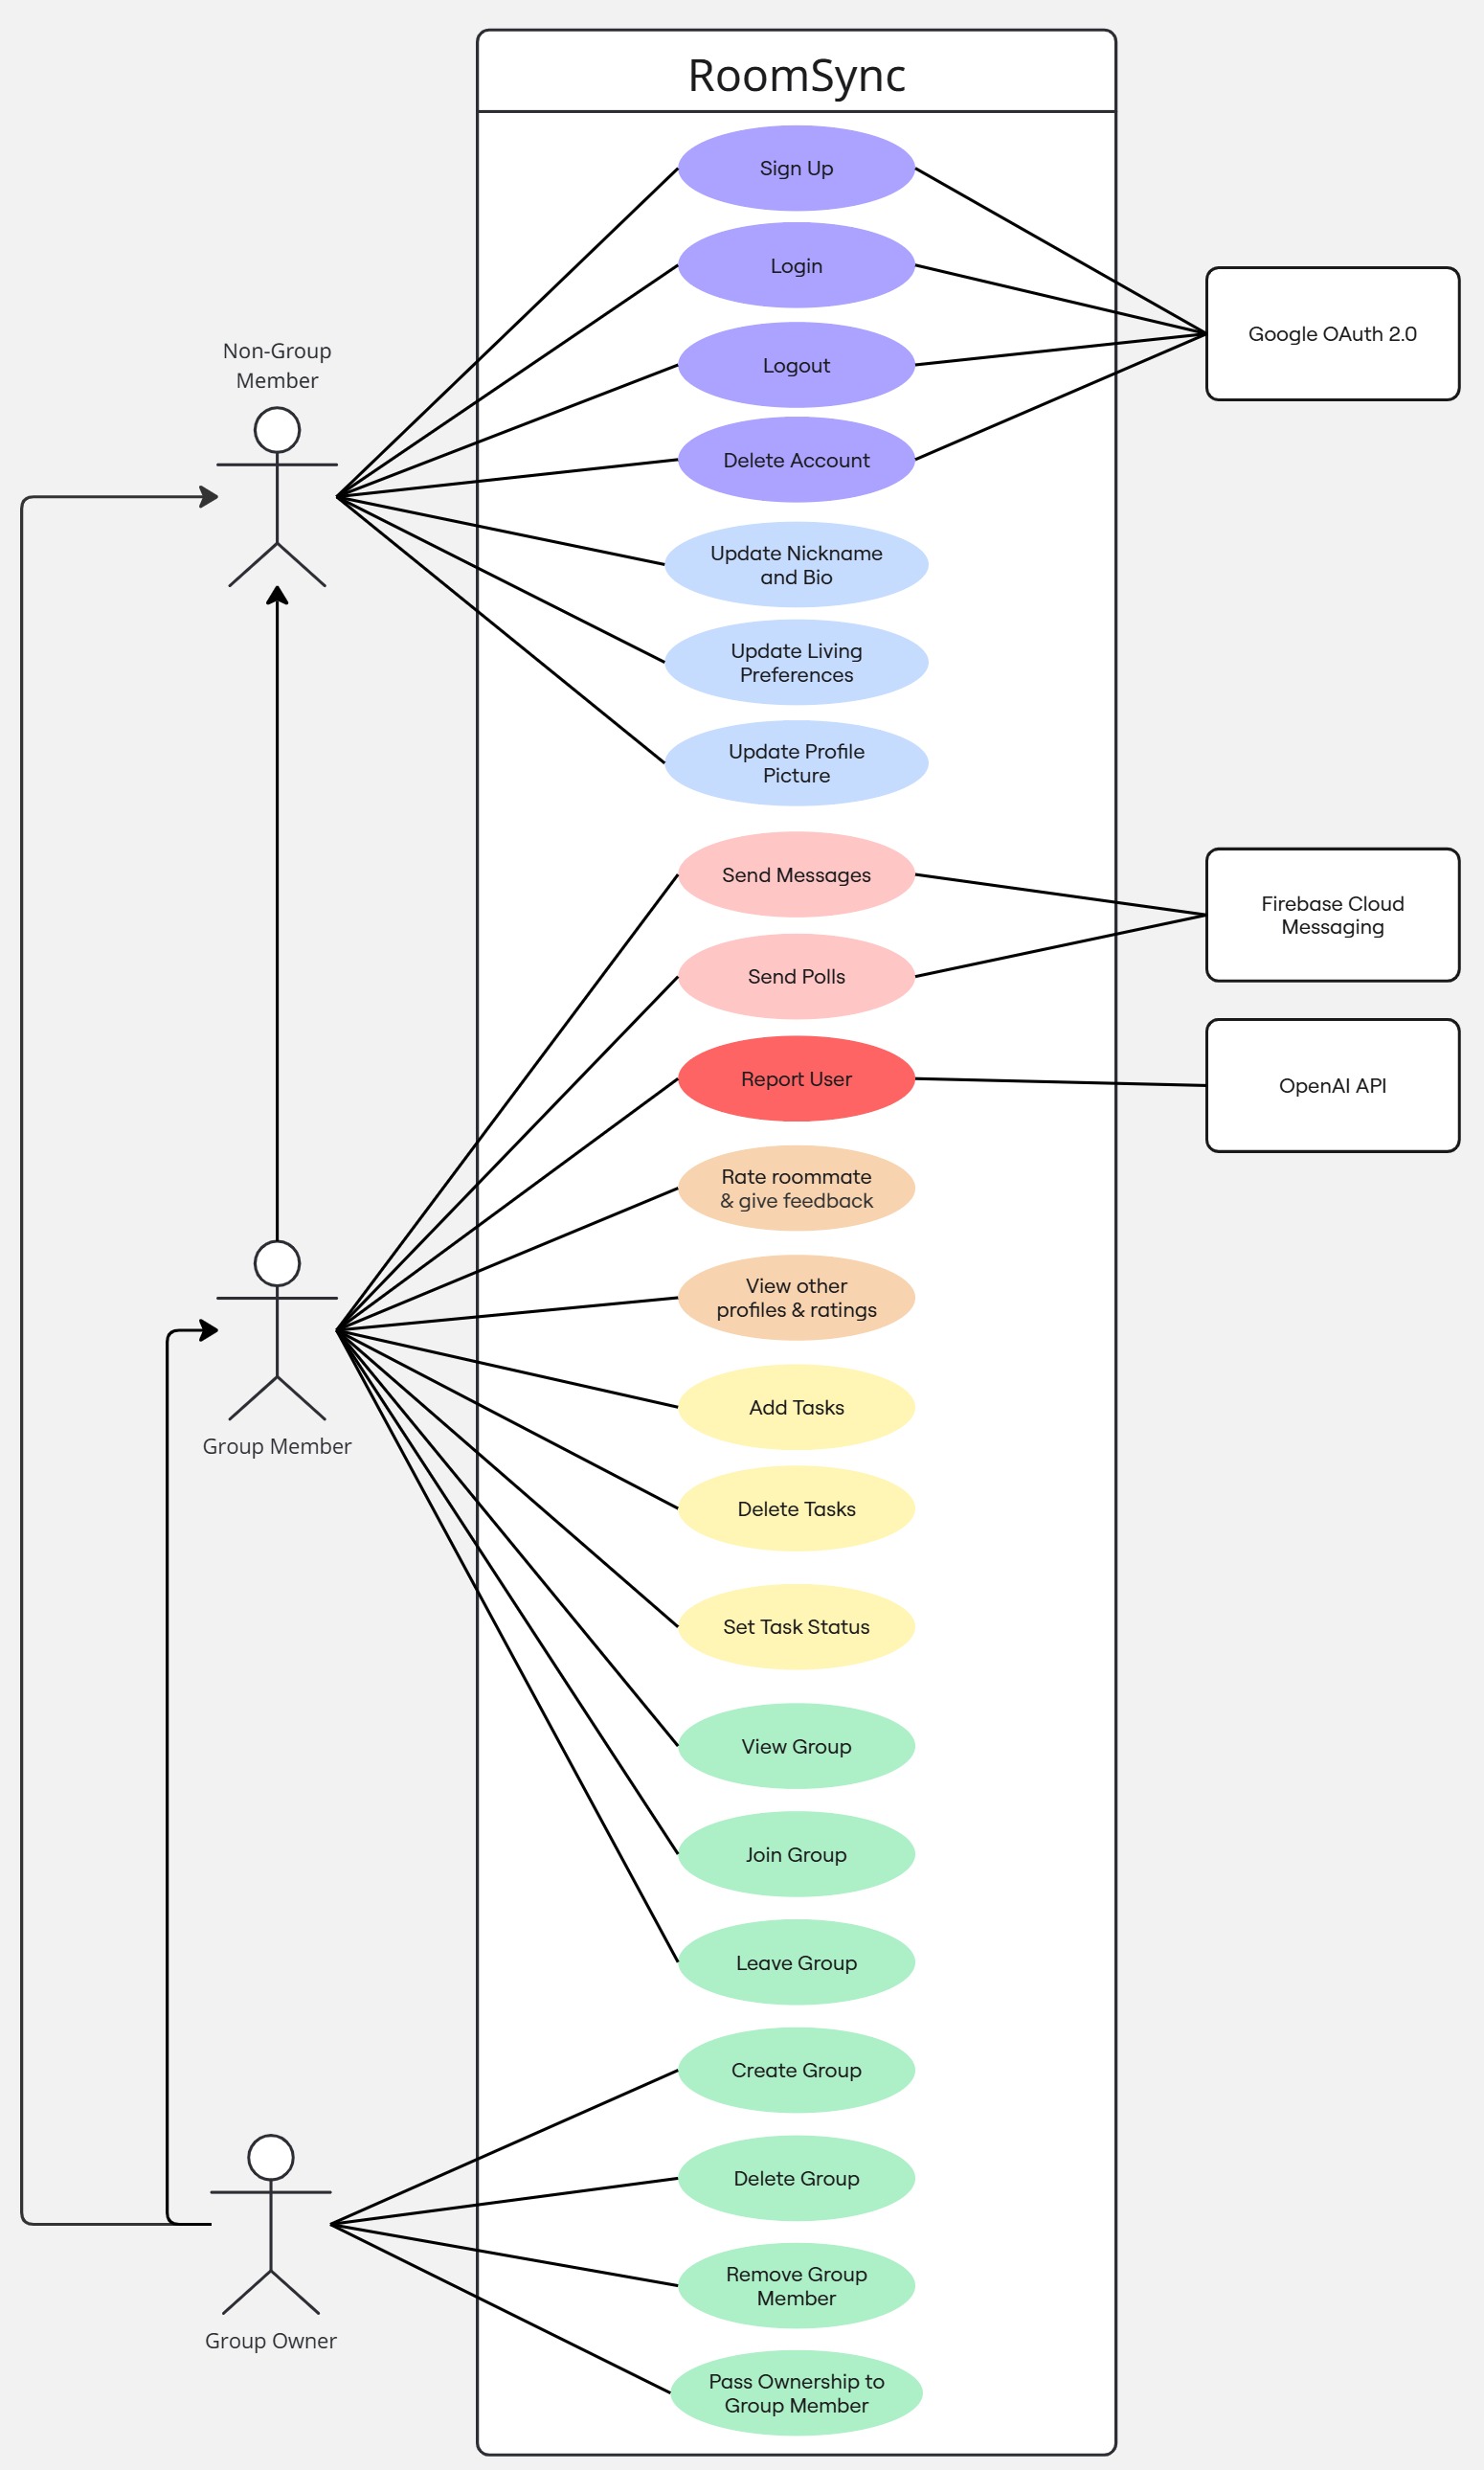 RoomSync
Sign Up
Login
Logout
Delete Account
Google OAuth 2.0
Non-Group
Member
Update Nickname
and Bio
Update Living
Preferences
Update Profile
Picture
Send Messages
Send Polls
Firebase Cloud
Messaging
Report User
OpenAI API
Rate roommate
& give feedback
View other
profiles & ratings
Group Member
Add Tasks
Delete Tasks
Set Task Status
View Group
Join Group
Leave Group
Create Group
Delete Group
Remove Group
Member
Group Owner
Pass Ownership to
Group Member